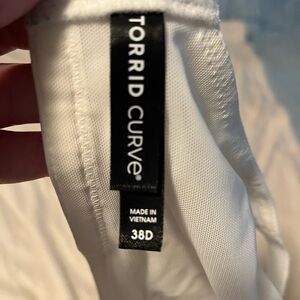 TORRID CURVE®
MADE IN
VIETNAM
38D